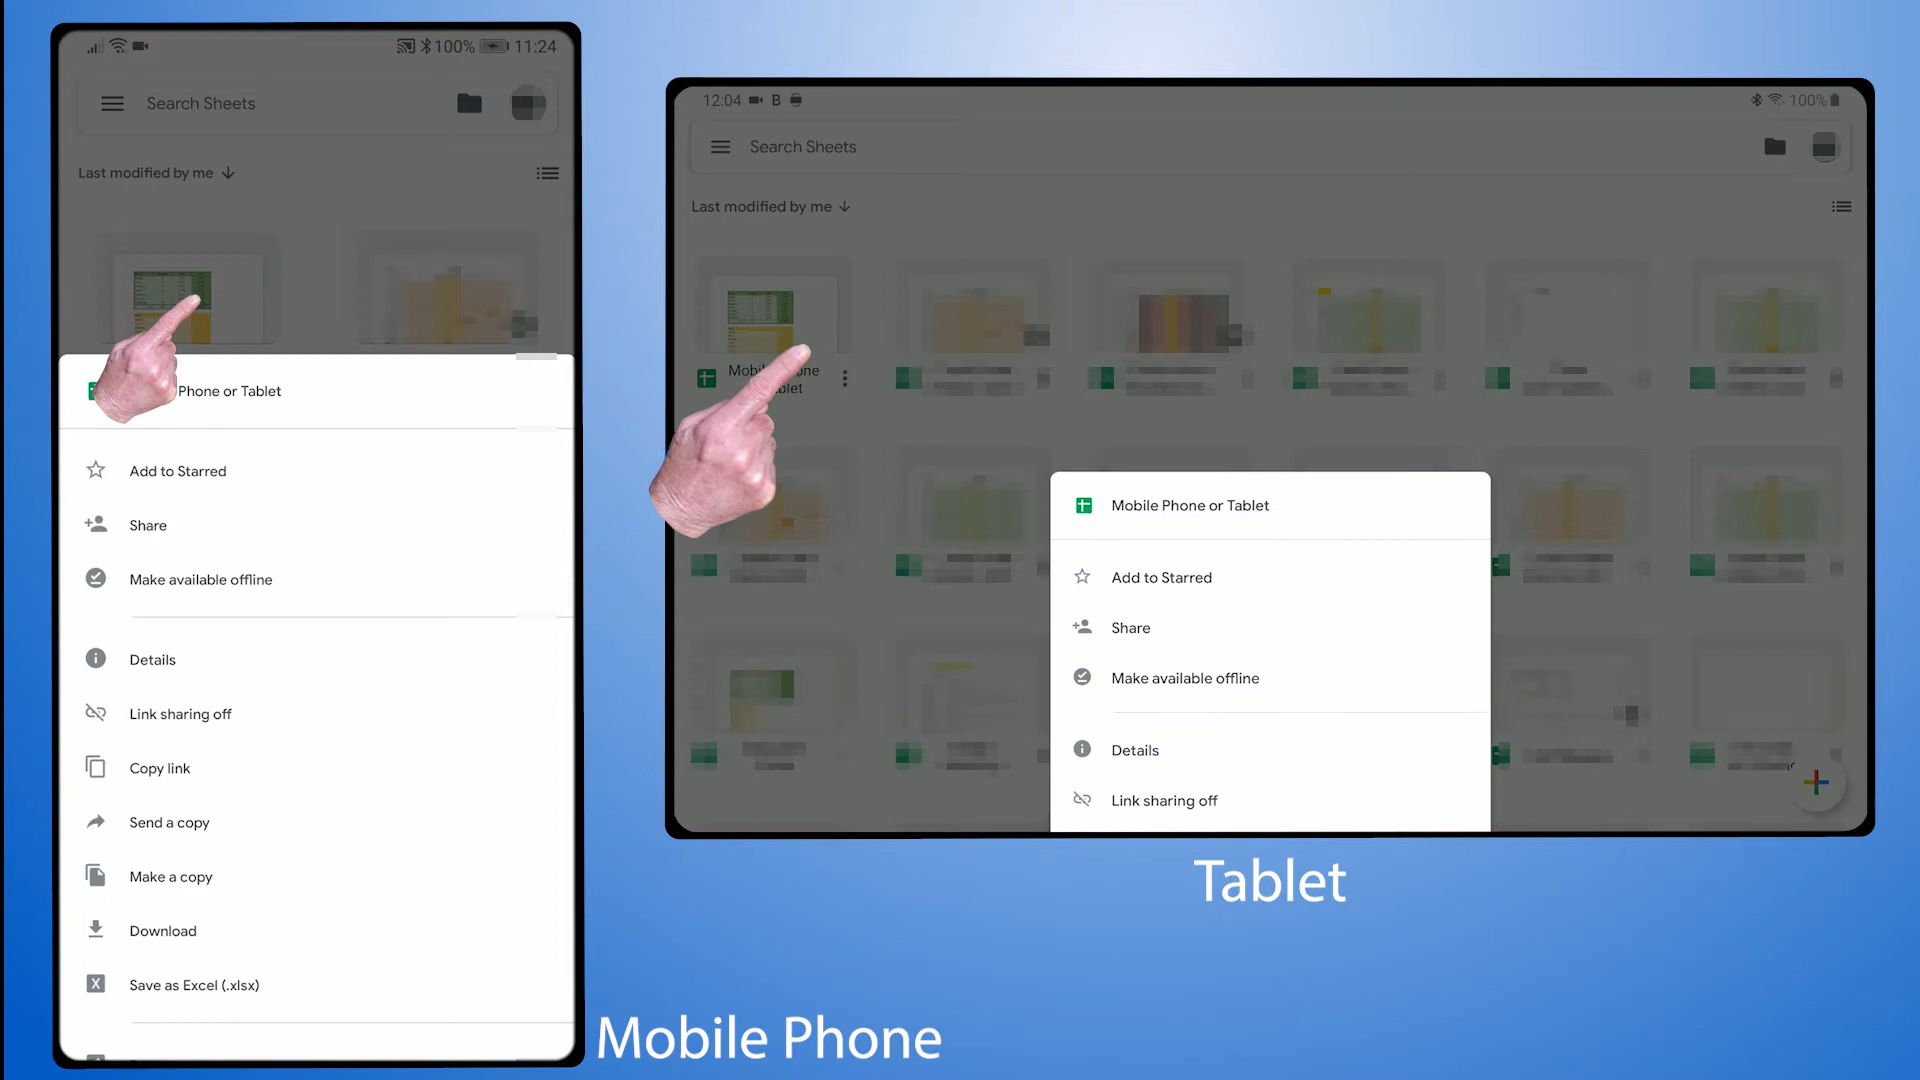 100% 11:24
Search Sheets
Last modified by me
Phone or Tablet
Add to Starred
Share
Make available offline
Details
Link sharing off
Copy link
Send a copy
Make a copy
Download
X Save as Excel (.xlsx)
Mobile Phone
12:04 B 100%
Search Sheets
Last modified by me
Mobile Phone or Tablet
Add to Starred
Share
Make available offline
Details
Link sharing off
Tablet